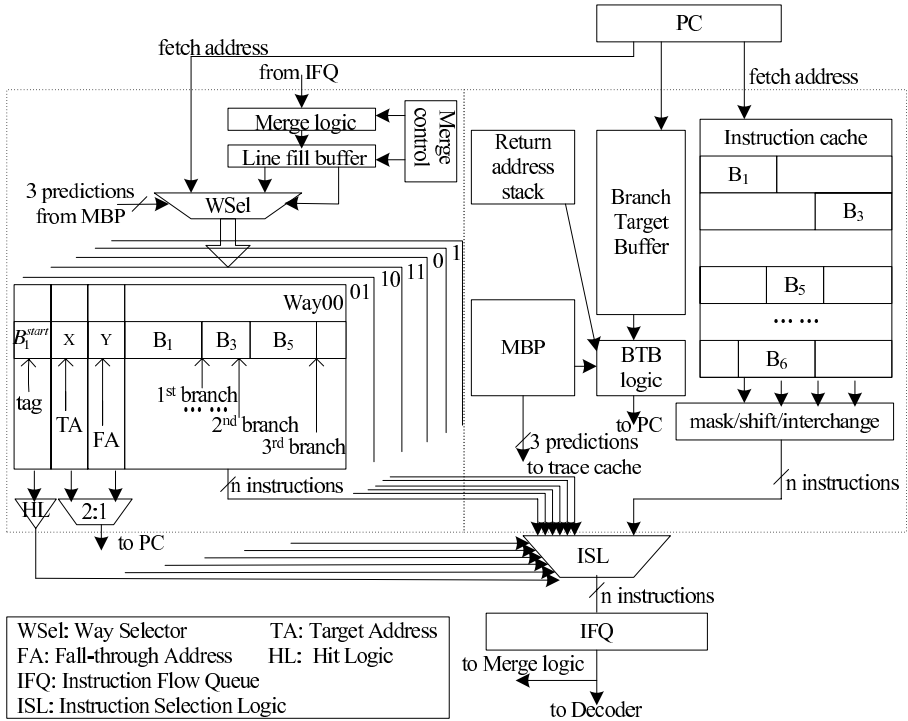 PC
fetch address
from IFQ
fetch address
Merge logic
Merge control
Line fill buffer
Return address stack
Branch Target Buffer
Instruction cache
B1
B3
B5
... ...
B6
3 predictions from MBP
WSel
01 10 11 0 1
Way00
B1start X Y B1 B3 B5
tag
TA
FA
1st branch
... ...
2nd branch
3rd branch
MBP
BTB logic
to PC
3 predictions to trace cache
mask/shift/interchange
n instructions
n instructions
HL
2:1
to PC
ISL
n instructions
IFQ
to Merge logic
to Decoder
WSel: Way Selector TA: Target Address
FA: Fall-through Address HL: Hit Logic
IFQ: Instruction Flow Queue
ISL: Instruction Selection Logic